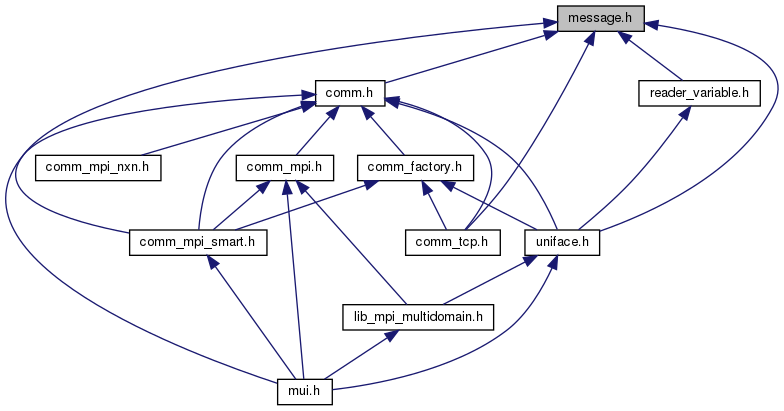 message.h
comm.h
reader_variable.h
comm_mpi_nxn.h
comm_mpi.h
comm_factory.h
comm_mpi_smart.h
comm_tcp.h
uniface.h
lib_mpi_multidomain.h
mui.h